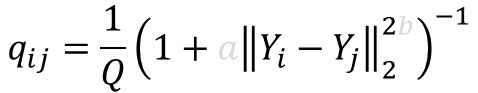 q_{ij} = \frac{1}{Q} \left( 1 + a \left\| Y_i - Y_j \right\|_2^{2b} \right)^{-1}